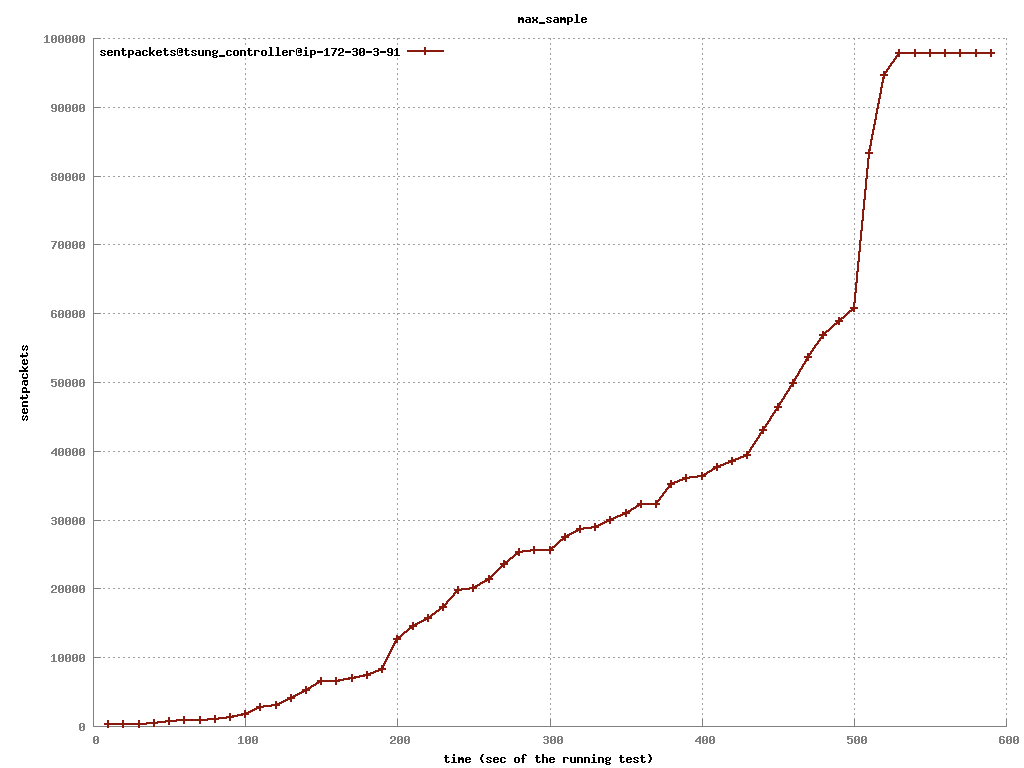 max_sample
sentpackets@tsung_controller@ip-172-30-3-91
100000
90000
80000
70000
60000
50000
40000
30000
20000
10000
0
sentpackets
0 100 200 300 400 500 600
time (sec of the running test)